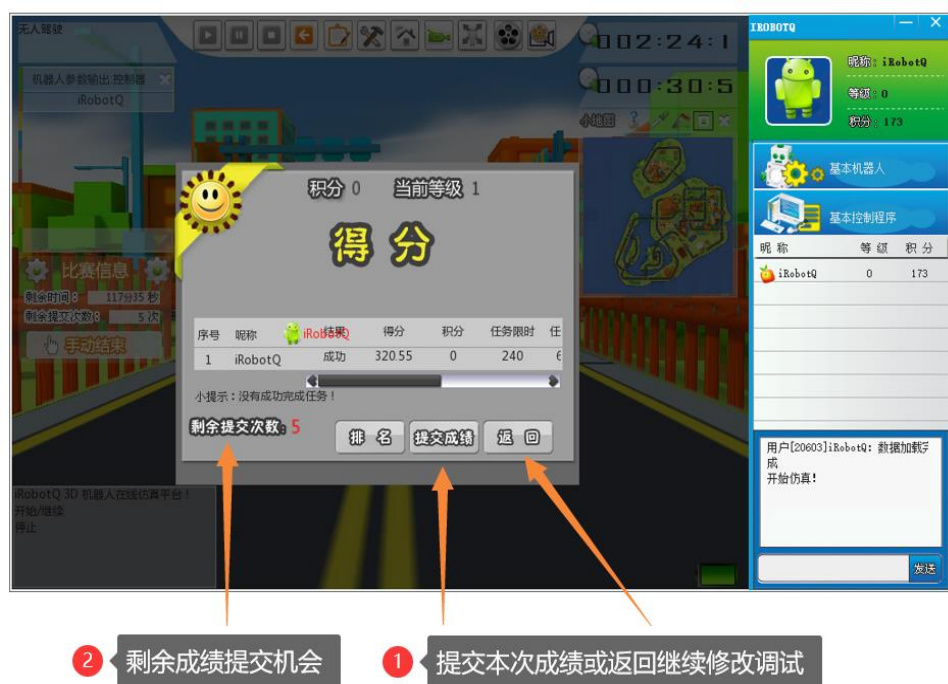 无人驾驶
机器人参数输出:控制器
iRobotQ
002:24:1
000:30:5
小地图
比赛信息
剩余时间: 117分35 秒
剩余提交次数: 5 次
手动结束
iRobotQ 3D 机器人在线仿真平台!
开始/继续
停止
积分 0 当前等级 1
得 分
序号 昵称 结果 得分 积分 任务限时 任
iRobotQ
1 iRobotQ 成功 320.55 0 240
小提示:没有成功完成任务!
剩余提交次数: 5
排 名 提交成绩 返 回
IROBOTQ
昵称: iRobotQ
等级: 0
积分: 173
基本机器人
基本控制程序
昵 称 等 级 积 分
iRobotQ 0 173
用户[20603]iRobotQ: 数据加载完
成
开始仿真!
发送
2 剩余成绩提交机会
1 提交本次成绩或返回继续修改调试